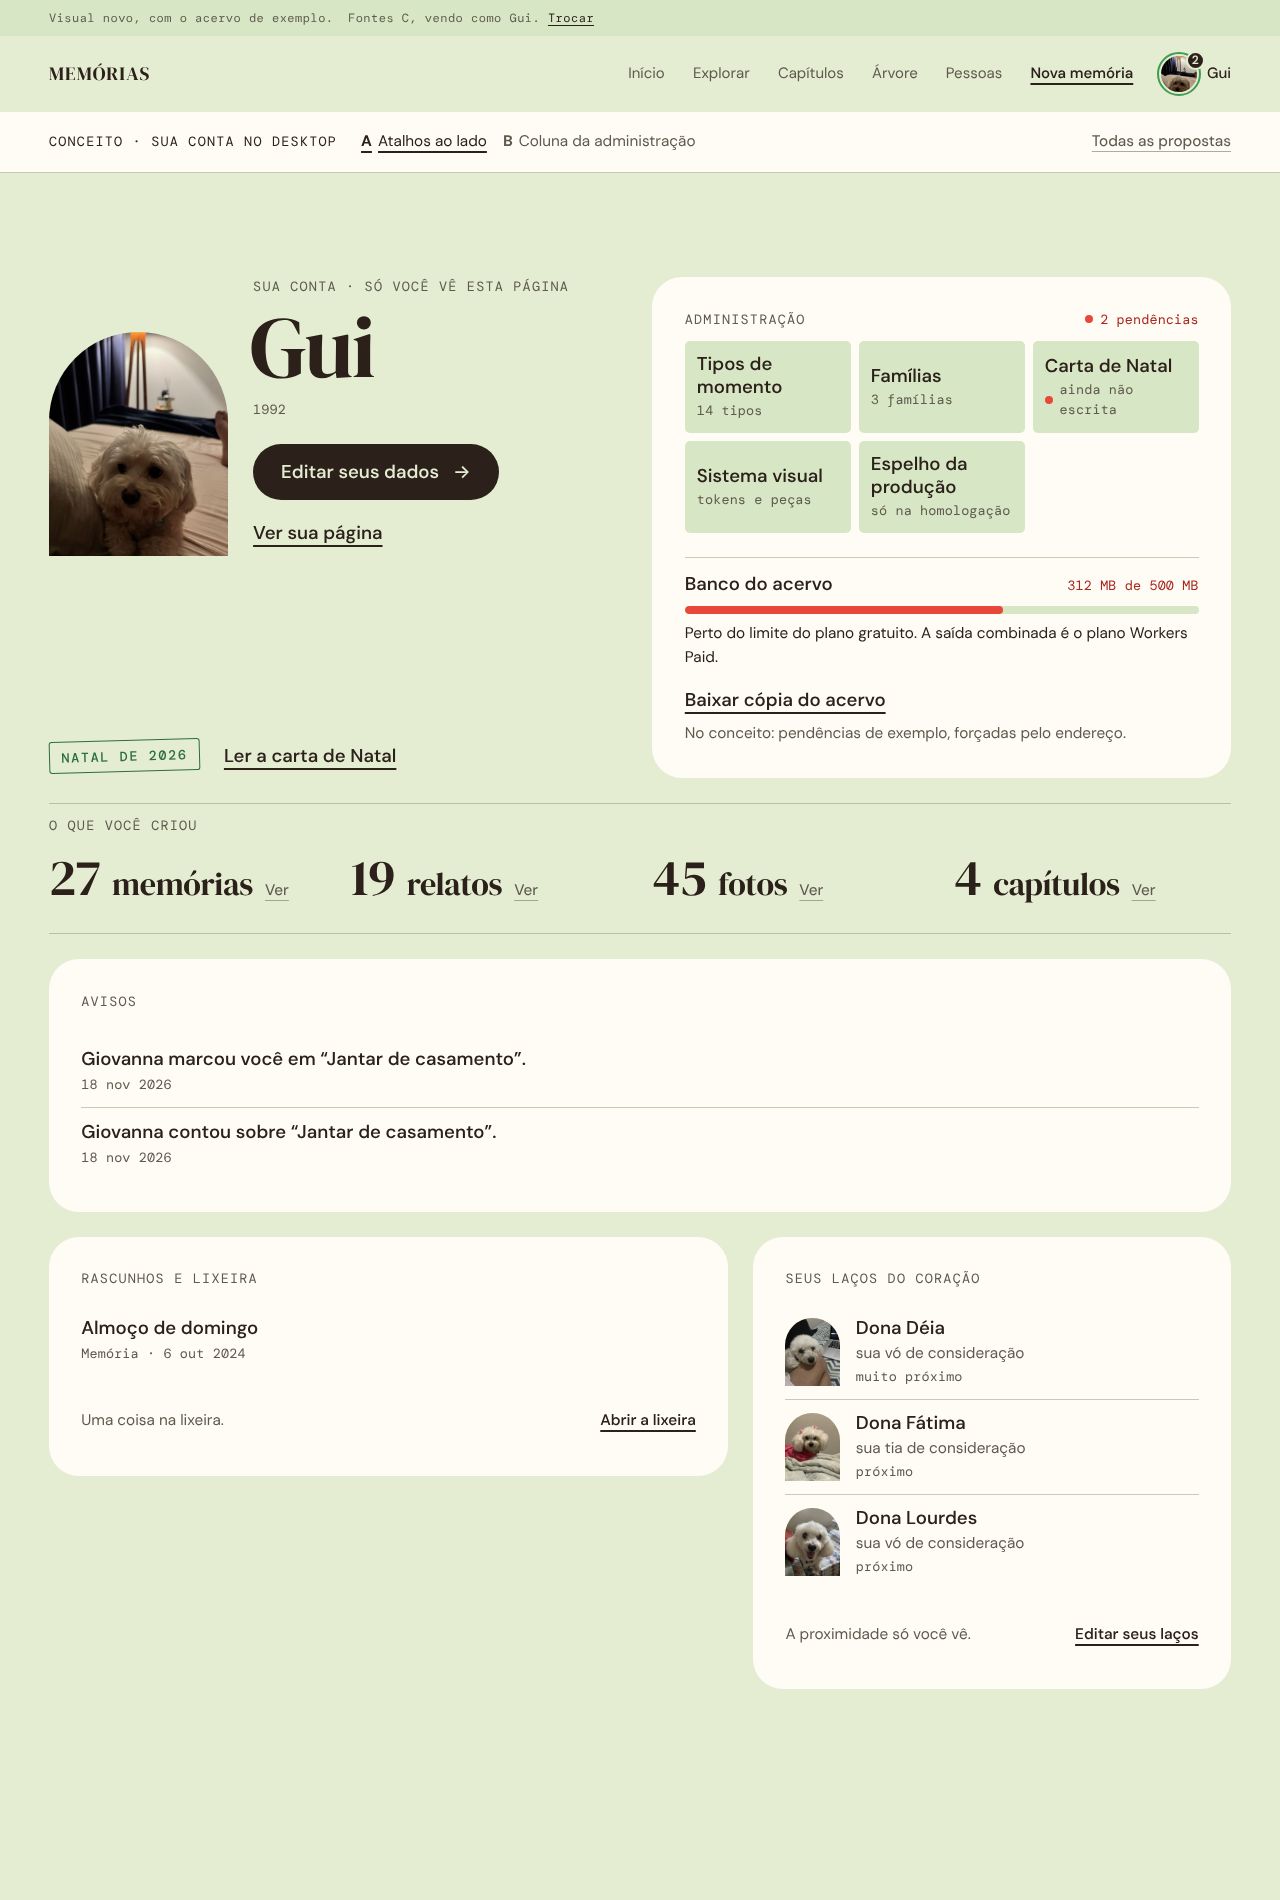 Visual novo, com o acervo de exemplo. Fontes C, vendo como Gui. Trocar
MEMÓRIAS
Início Explorar Capítulos Árvore Pessoas Nova memória 2 Gui
CONCEITO · SUA CONTA NO DESKTOP A Atalhos ao lado B Coluna da administração Todas as propostas
SUA CONTA · SÓ VOCÊ VÊ ESTA PÁGINA
Gui
1992
Editar seus dados →
Ver sua página
NATAL DE 2026 Ler a carta de Natal
ADMINISTRAÇÃO 2 pendências
Tipos de
momento
14 tipos
Famílias
3 famílias
Carta de Natal
ainda não
escrita
Sistema visual
tokens e peças
Espelho da
produção
só na homologação
Banco do acervo 312 MB de 500 MB
Perto do limite do plano gratuito. A saída combinada é o plano Workers
Paid.
Baixar cópia do acervo
No conceito: pendências de exemplo, forçadas pelo endereço.
O QUE VOCÊ CRIOU
27 memórias Ver 19 relatos Ver 45 fotos Ver 4 capítulos Ver
AVISOS
Giovanna marcou você em “Jantar de casamento”.
18 nov 2026
Giovanna contou sobre “Jantar de casamento”.
18 nov 2026
RASCUNHOS E LIXEIRA
Almoço de domingo
Memória · 6 out 2024
Uma coisa na lixeira. Abrir a lixeira
SEUS LAÇOS DO CORAÇÃO
Dona Déia
sua vó de consideração
muito próximo
Dona Fátima
sua tia de consideração
próximo
Dona Lourdes
sua vó de consideração
próximo
A proximidade só você vê. Editar seus laços